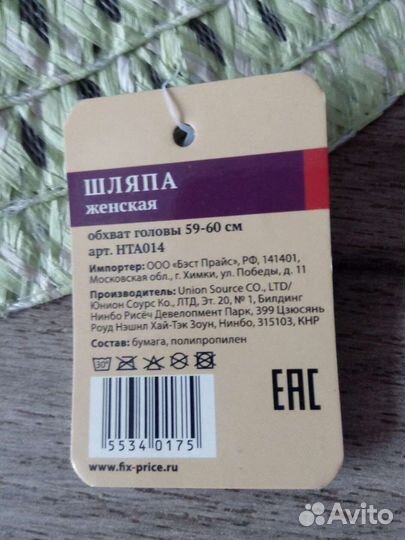 ШЛЯПА
женская
обхват головы 59-60 см
арт. НТА014
Импортер: ООО «Бэст Прайс», РФ, 141401,
Московская обл., г. Химки, ул. Победы, д. 11
Производитель: Union Source CO., LTD/
Юнион Соурс Ко., ЛТД, Эт. 20, № 1, Билдинг
Нинбо Рисёч Девелопмент Парк, 399 Цзюсянь
Роуд Нэшнл Хай-Тэк Зоун, Нинбо, 315103, КНР
Состав: бумага, полипропилен
30°
5534 0175
EAC
www.fix-price.ru
Avito